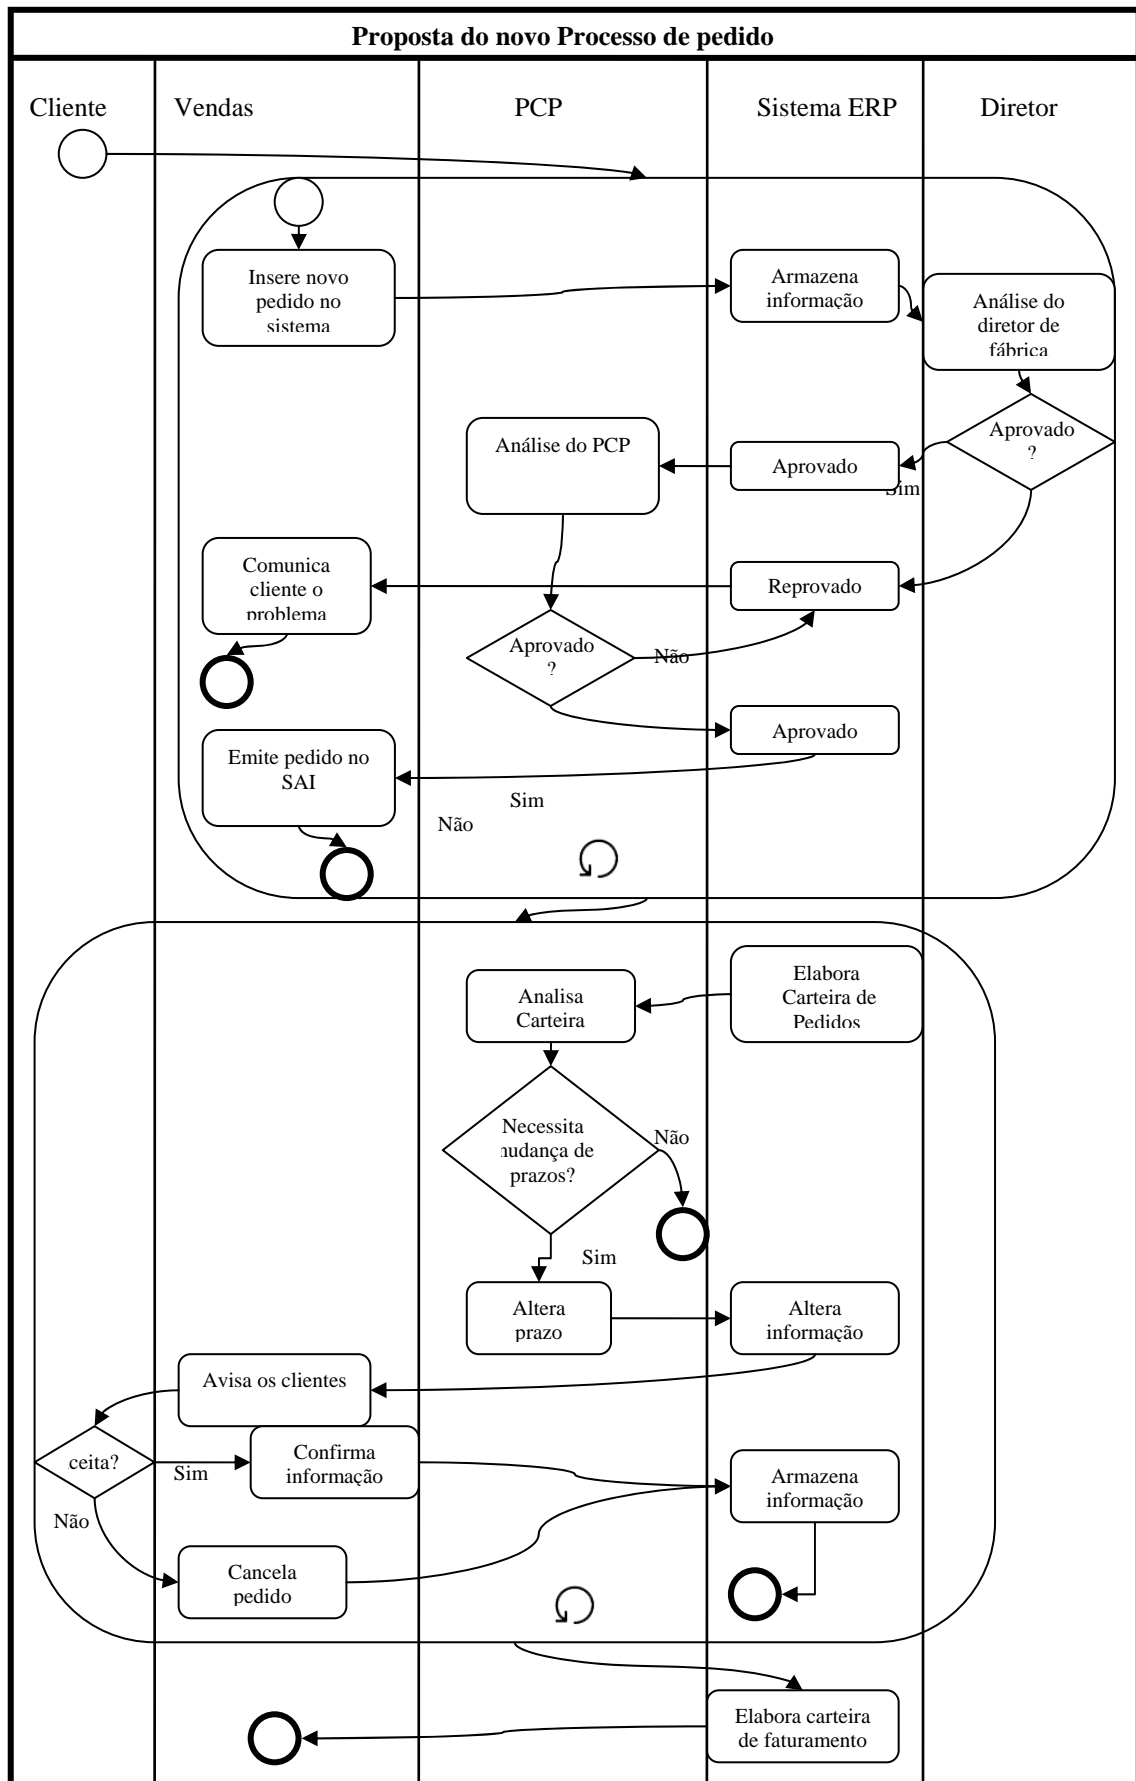 Proposta do novo Processo de pedido
Cliente
Vendas
PCP
Sistema ERP
Diretor
Insere novo
pedido no
sistema
Armazena
informação
Análise do
diretor de
fábrica
Aprovado
?
Análise do PCP
Aprovado
Sim
Comunica
cliente o
problema
Reprovado
Aprovado
?
Não
Aprovado
Emite pedido no
SAI
Sim
Não
Elabora
Carteira de
Pedidos
Analisa
Carteira
Necessita
mudança de
prazos?
Não
Sim
Altera
prazo
Altera
informação
Avisa os clientes
ceita?
Sim
Confirma
informação
Armazena
informação
Não
Cancela
pedido
Elabora carteira
de faturamento